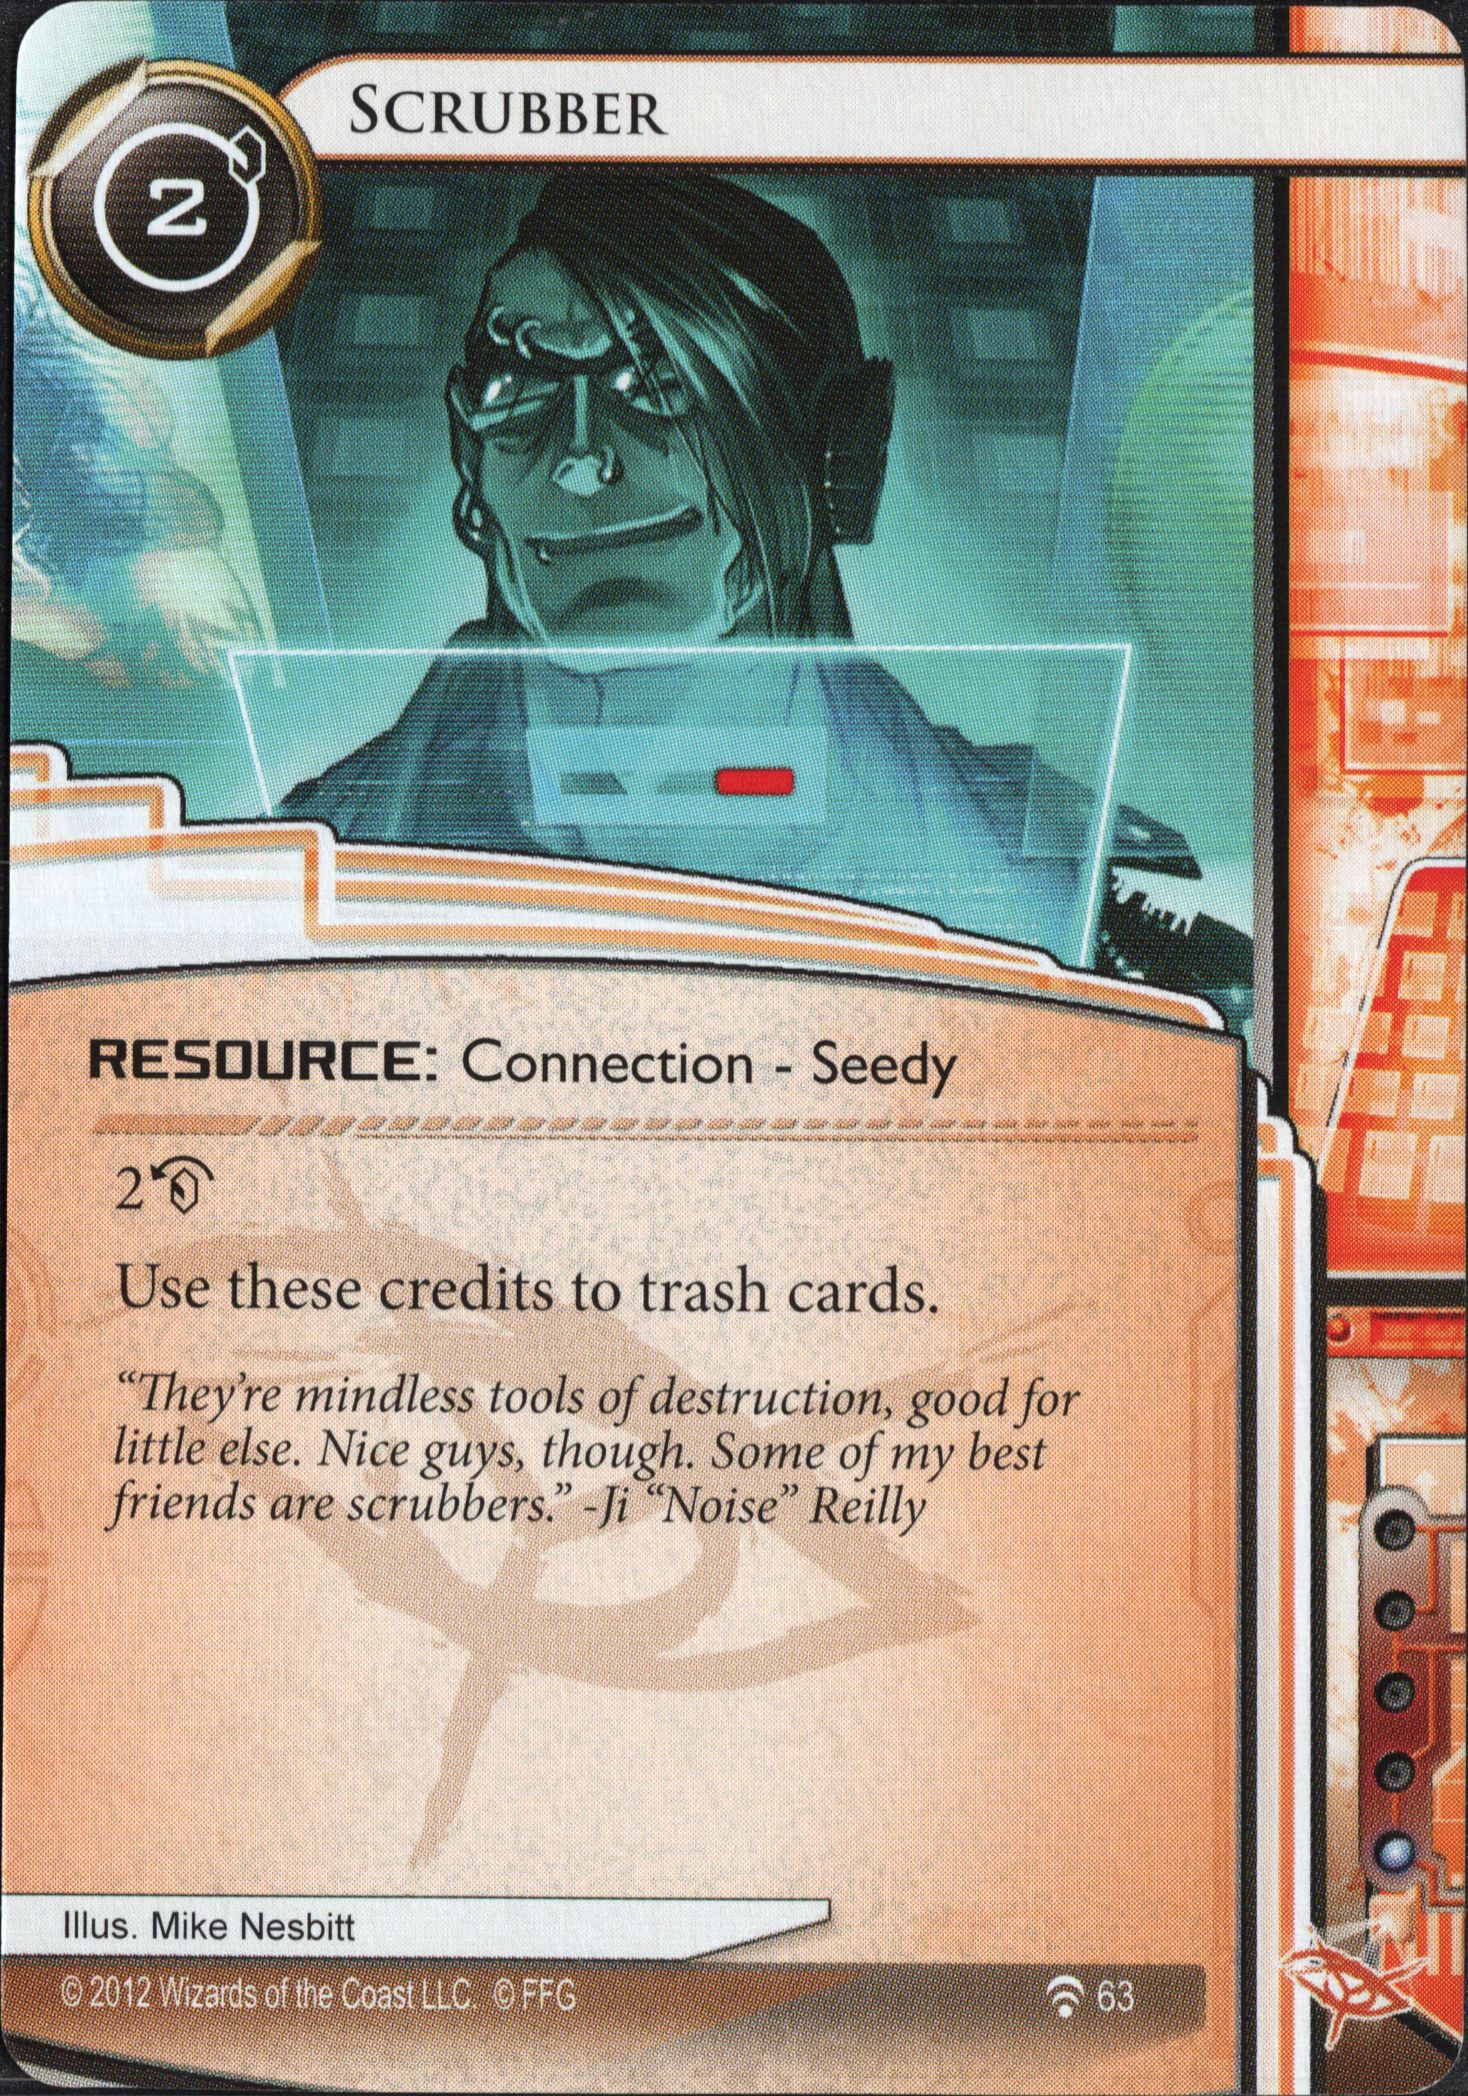 SCRUBBER
2
RESOURCE: Connection - Seedy
2
Use these credits to trash cards.
“They’re mindless tools of destruction, good for
little else. Nice guys, though. Some of my best
friends are scrubbers.” -Ji “Noise” Reilly
Illus. Mike Nesbitt
© 2012 Wizards of the Coast LLC. © FFG
63